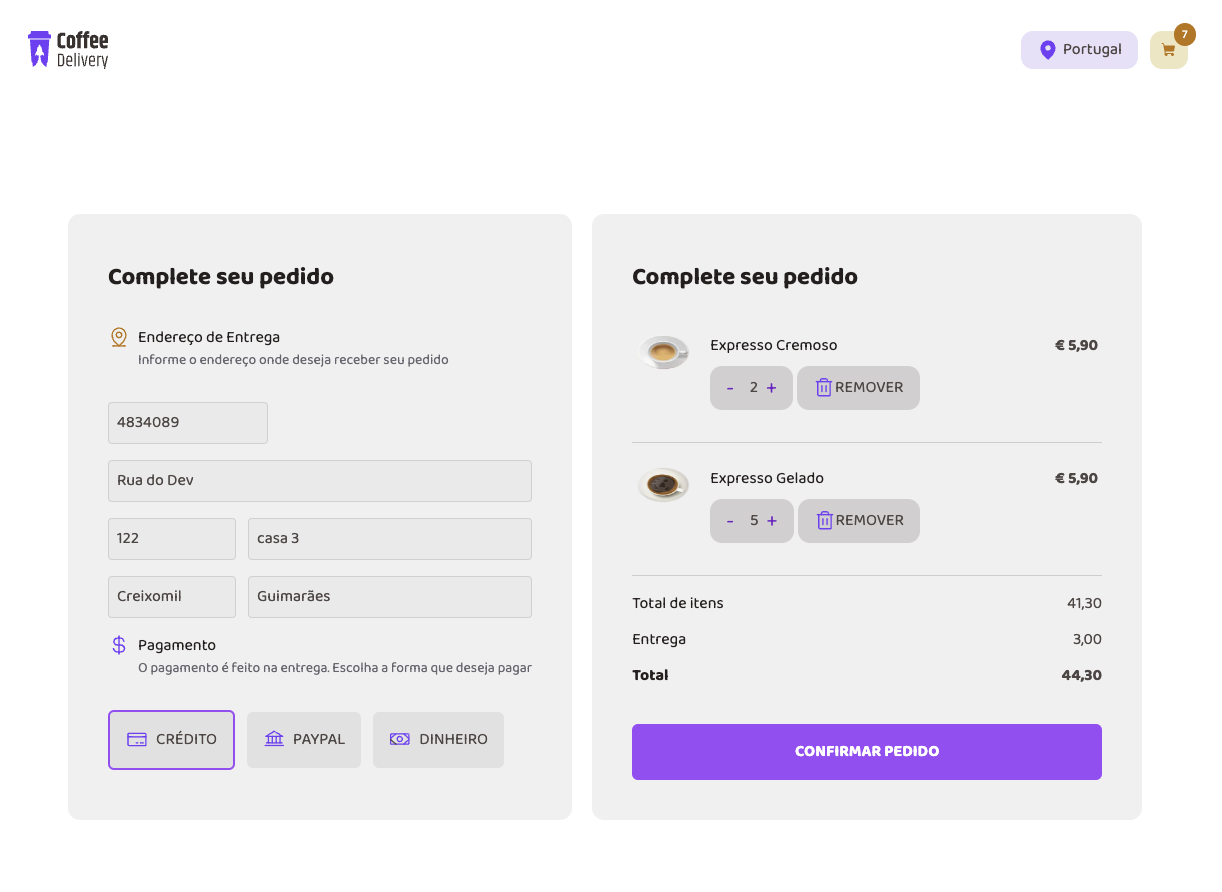 Coffee
Delivery
Portugal
7
Complete seu pedido
Endereço de Entrega
Informe o endereço onde deseja receber seu pedido
4834089
Rua do Dev
122
casa 3
Creixomil
Guimarães
Pagamento
O pagamento é feito na entrega. Escolha a forma que deseja pagar
CRÉDITO
PAYPAL
DINHEIRO
Complete seu pedido
Expresso Cremoso
€ 5,90
- 2 +
REMOVER
Expresso Gelado
€ 5,90
- 5 +
REMOVER
Total de itens 41,30
Entrega 3,00
Total 44,30
CONFIRMAR PEDIDO